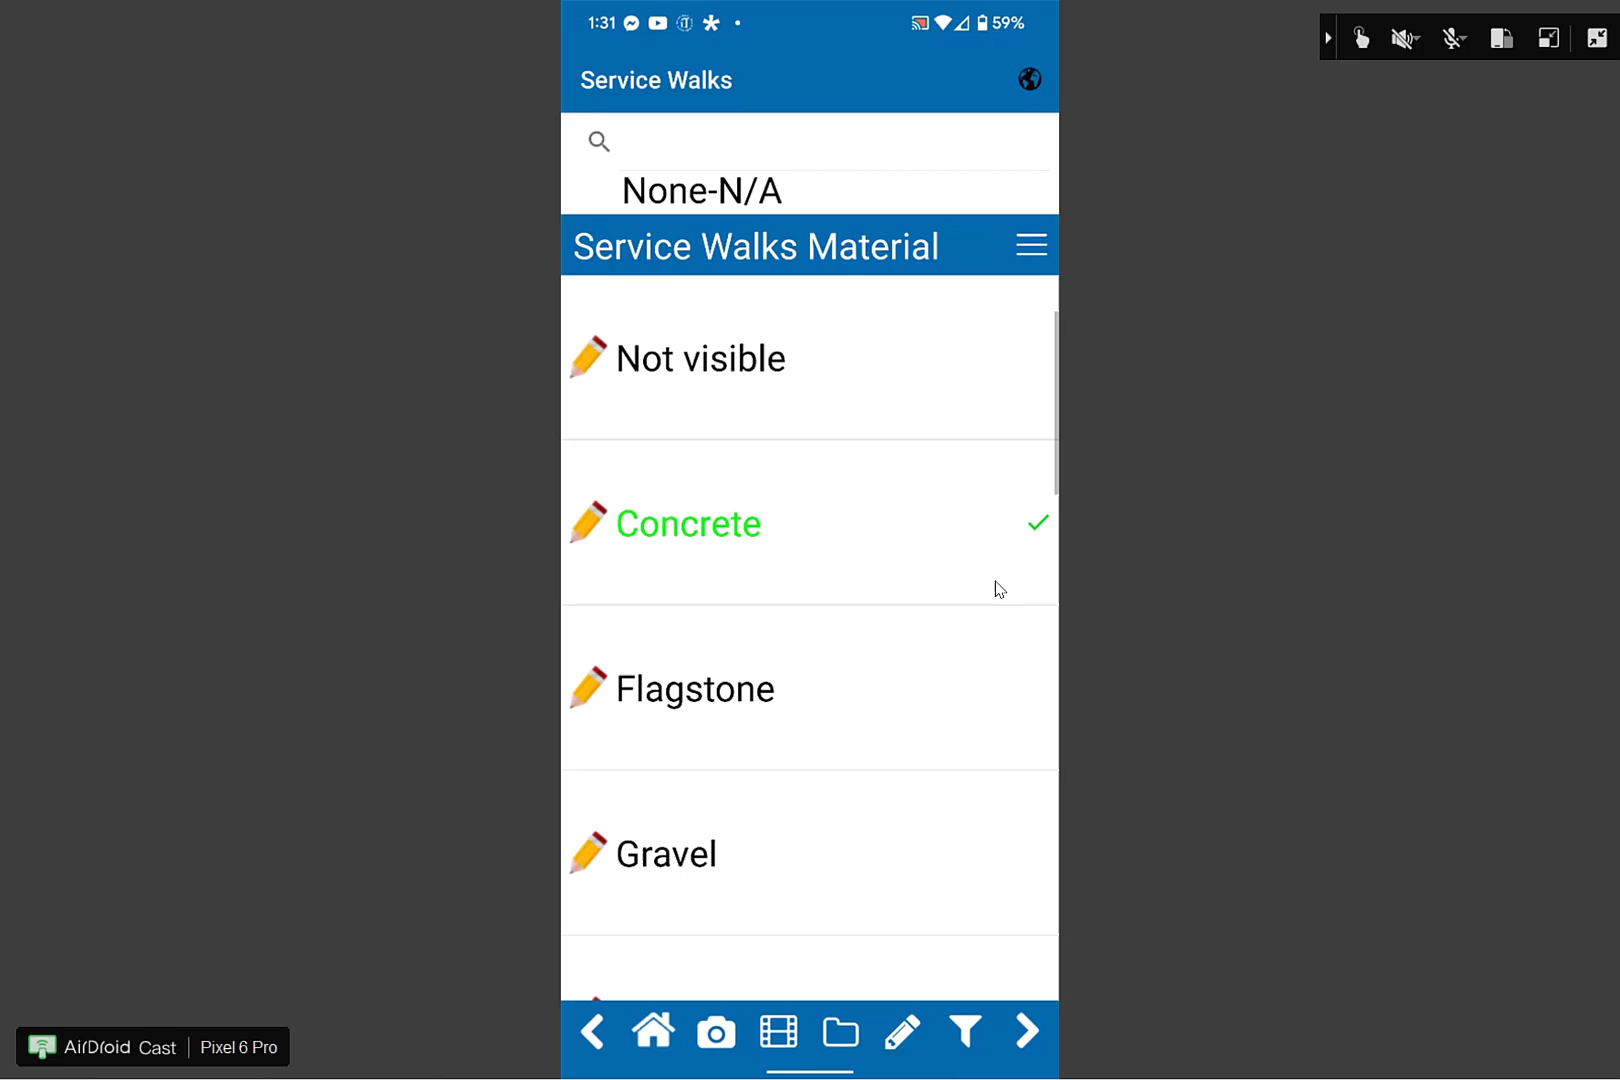 1:31 59%
Service Walks
None-N/A
Service Walks Material
Not visible
Concrete
Flagstone
Gravel
AirDroid Cast | Pixel 6 Pro